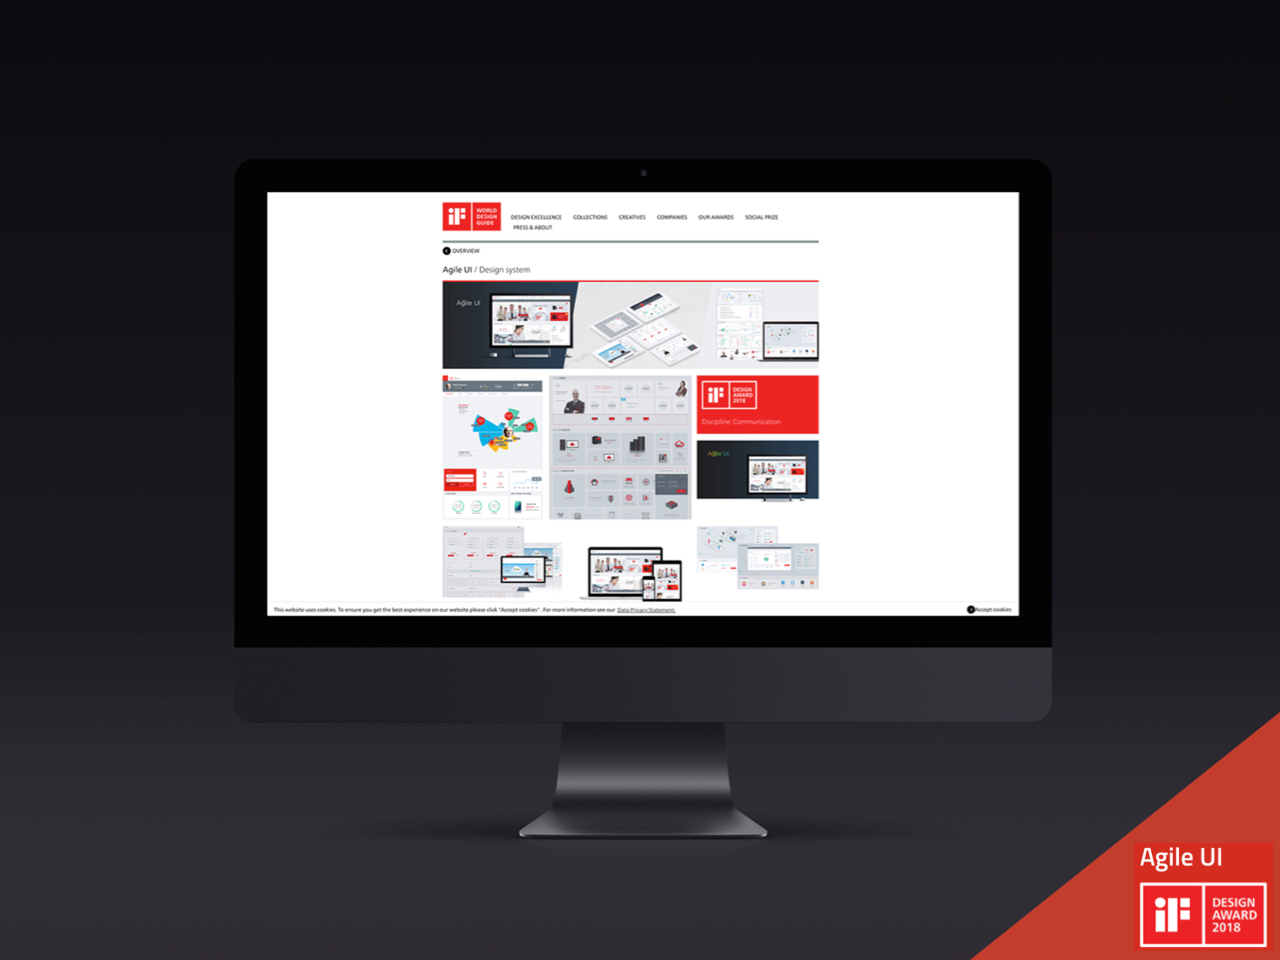 iF
WORLD
DESIGN
GUIDE
DESIGN EXCELLENCE COLLECTIONS CREATIVES COMPANIES OUR AWARDS SOCIAL PRIZE
PRESS & ABOUT
OVERVIEW
Agile UI / Design system
Agile UI
iF
DESIGN
AWARD
2018
Discipline: Communication
Agile UI
This website uses cookies. To ensure you get the best experience on our website please click "Accept cookies" . For more information see our Data Privacy Statement.
Accept cookies
Agile UI
iF
DESIGN
AWARD
2018